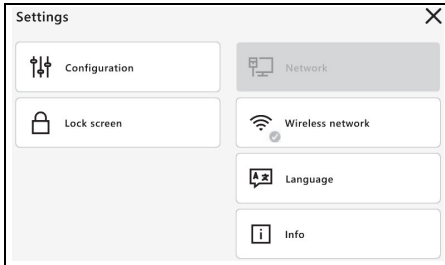 Settings
Configuration
Network
Lock screen
Wireless network
Language
Info